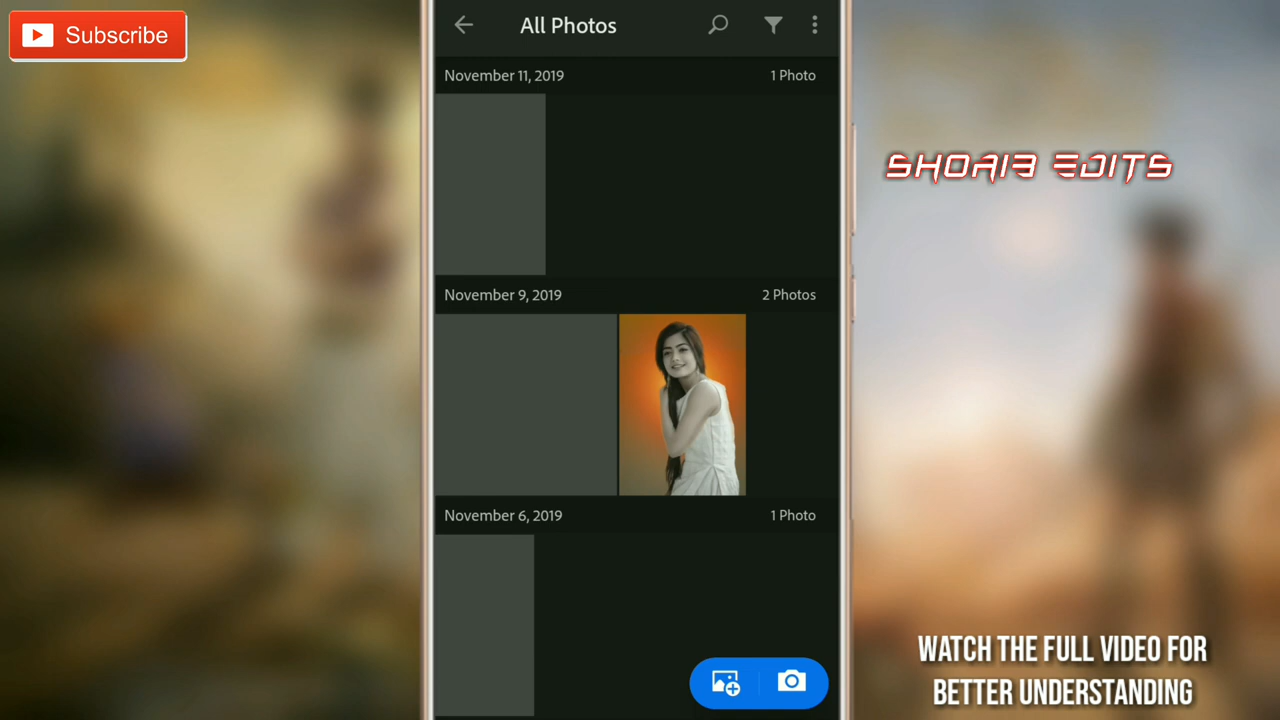 Subscribe
All Photos
November 11, 2019
1 Photo
SHOAIB EDITS
November 9, 2019
2 Photos
November 6, 2019
1 Photo
WATCH THE FULL VIDEO FOR
BETTER UNDERSTANDING